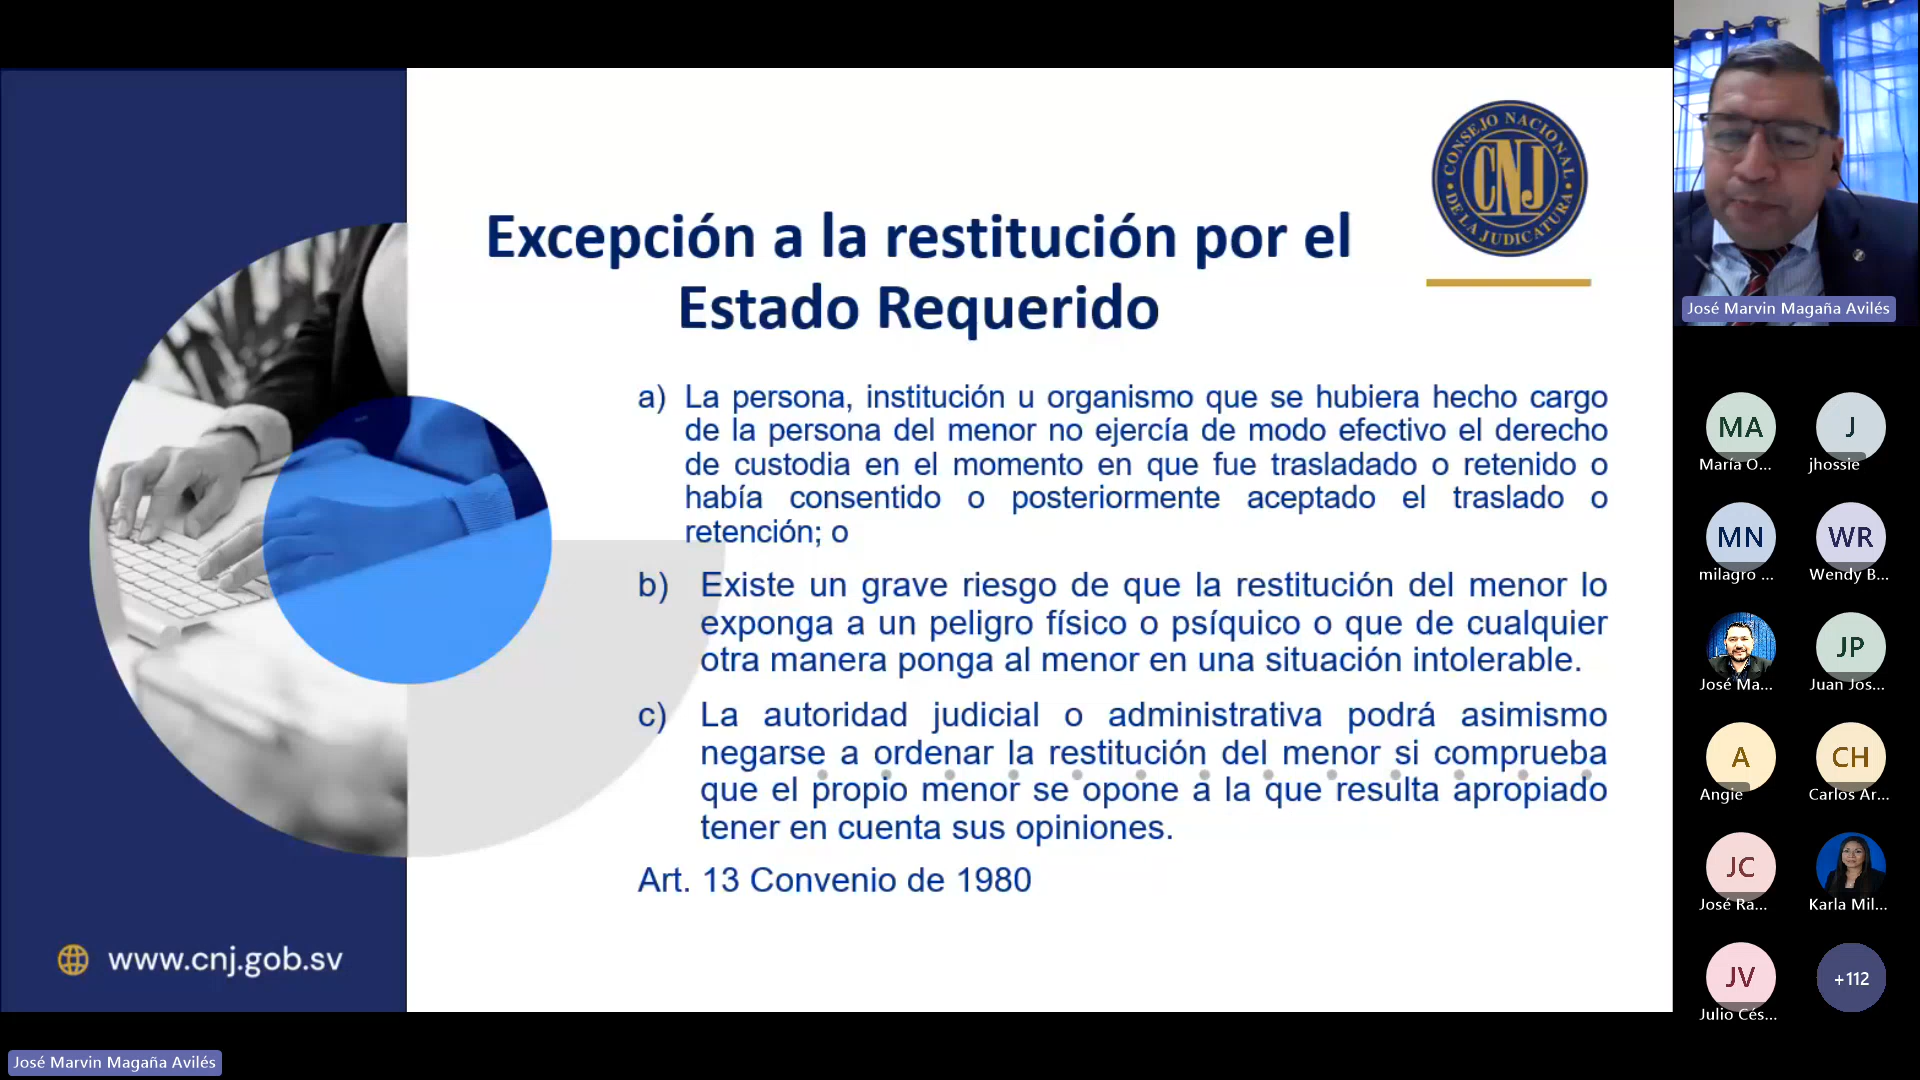 CONSEJO NACIONAL
DE LA JUDICATURA
CNJ
Excepción a la restitución por el
Estado Requerido
a) La persona, institución u organismo que se hubiera hecho cargo
de la persona del menor no ejercía de modo efectivo el derecho
de custodia en el momento en que fue trasladado o retenido o
había consentido o posteriormente aceptado el traslado o
retención; o
b) Existe un grave riesgo de que la restitución del menor lo
exponga a un peligro físico o psíquico o que de cualquier
otra manera ponga al menor en una situación intolerable.
c) La autoridad judicial o administrativa podrá asimismo
negarse a ordenar la restitución del menor si comprueba
que el propio menor se opone a la que resulta apropiado
tener en cuenta sus opiniones.
Art. 13 Convenio de 1980
www.cnj.gob.sv
José Marvin Magaña Avilés
José Marvin Magaña Avilés
MA
J
María O...
jhossie
MN
WR
milagro ...
Wendy B...
JP
José Ma...
Juan Jos...
A
CH
Angie
Carlos Ar...
JC
José Ra...
Karla Mil...
JV
+112
Julio Cés...